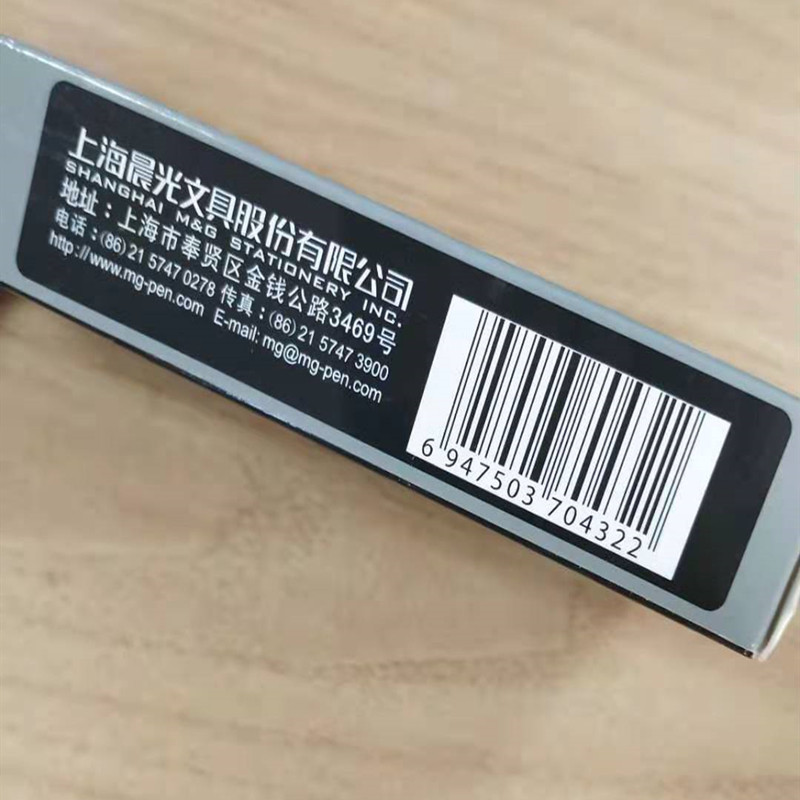 上海晨光文具股份有限公司
SHANGHAI M&G STATIONERY INC.
地址：上海市奉贤区金钱公路3469号
电话：(86) 21 5747 0278 传真：(86) 21 5747 3900
http://www.mg-pen.com E-mail: mg@mg-pen.com
6 947503 704322